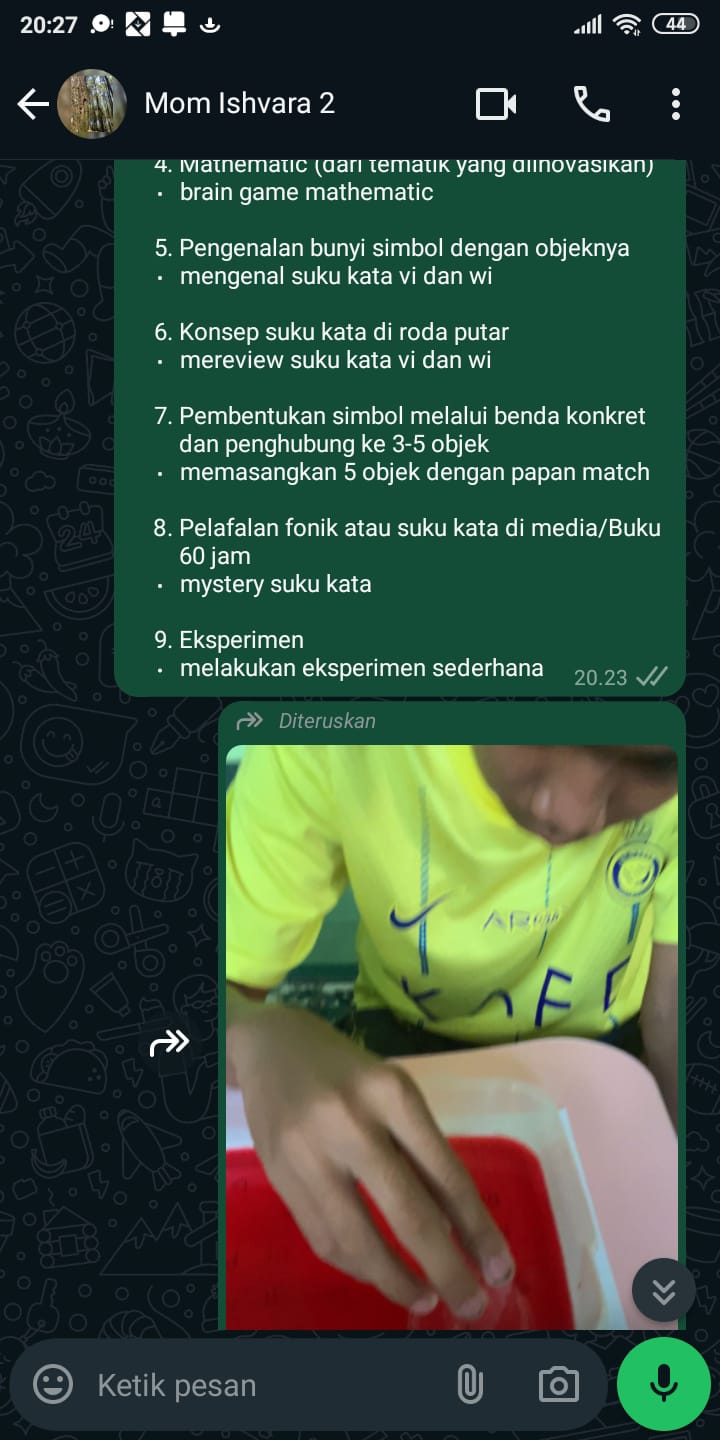 20:27
44
Mom Ishvara 2
4. Mathematic (dari tematik yang diinovasikan)
• brain game mathematic
5. Pengenalan bunyi simbol dengan objeknya
• mengenal suku kata vi dan wi
6. Konsep suku kata di roda putar
• mereview suku kata vi dan wi
7. Pembentukan simbol melalui benda konkret
dan penghubung ke 3-5 objek
• memasangkan 5 objek dengan papan match
8. Pelafalan fonik atau suku kata di media/Buku
60 jam
• mystery suku kata
9. Eksperimen
• melakukan eksperimen sederhana
20.23
Diteruskan
Ketik pesan